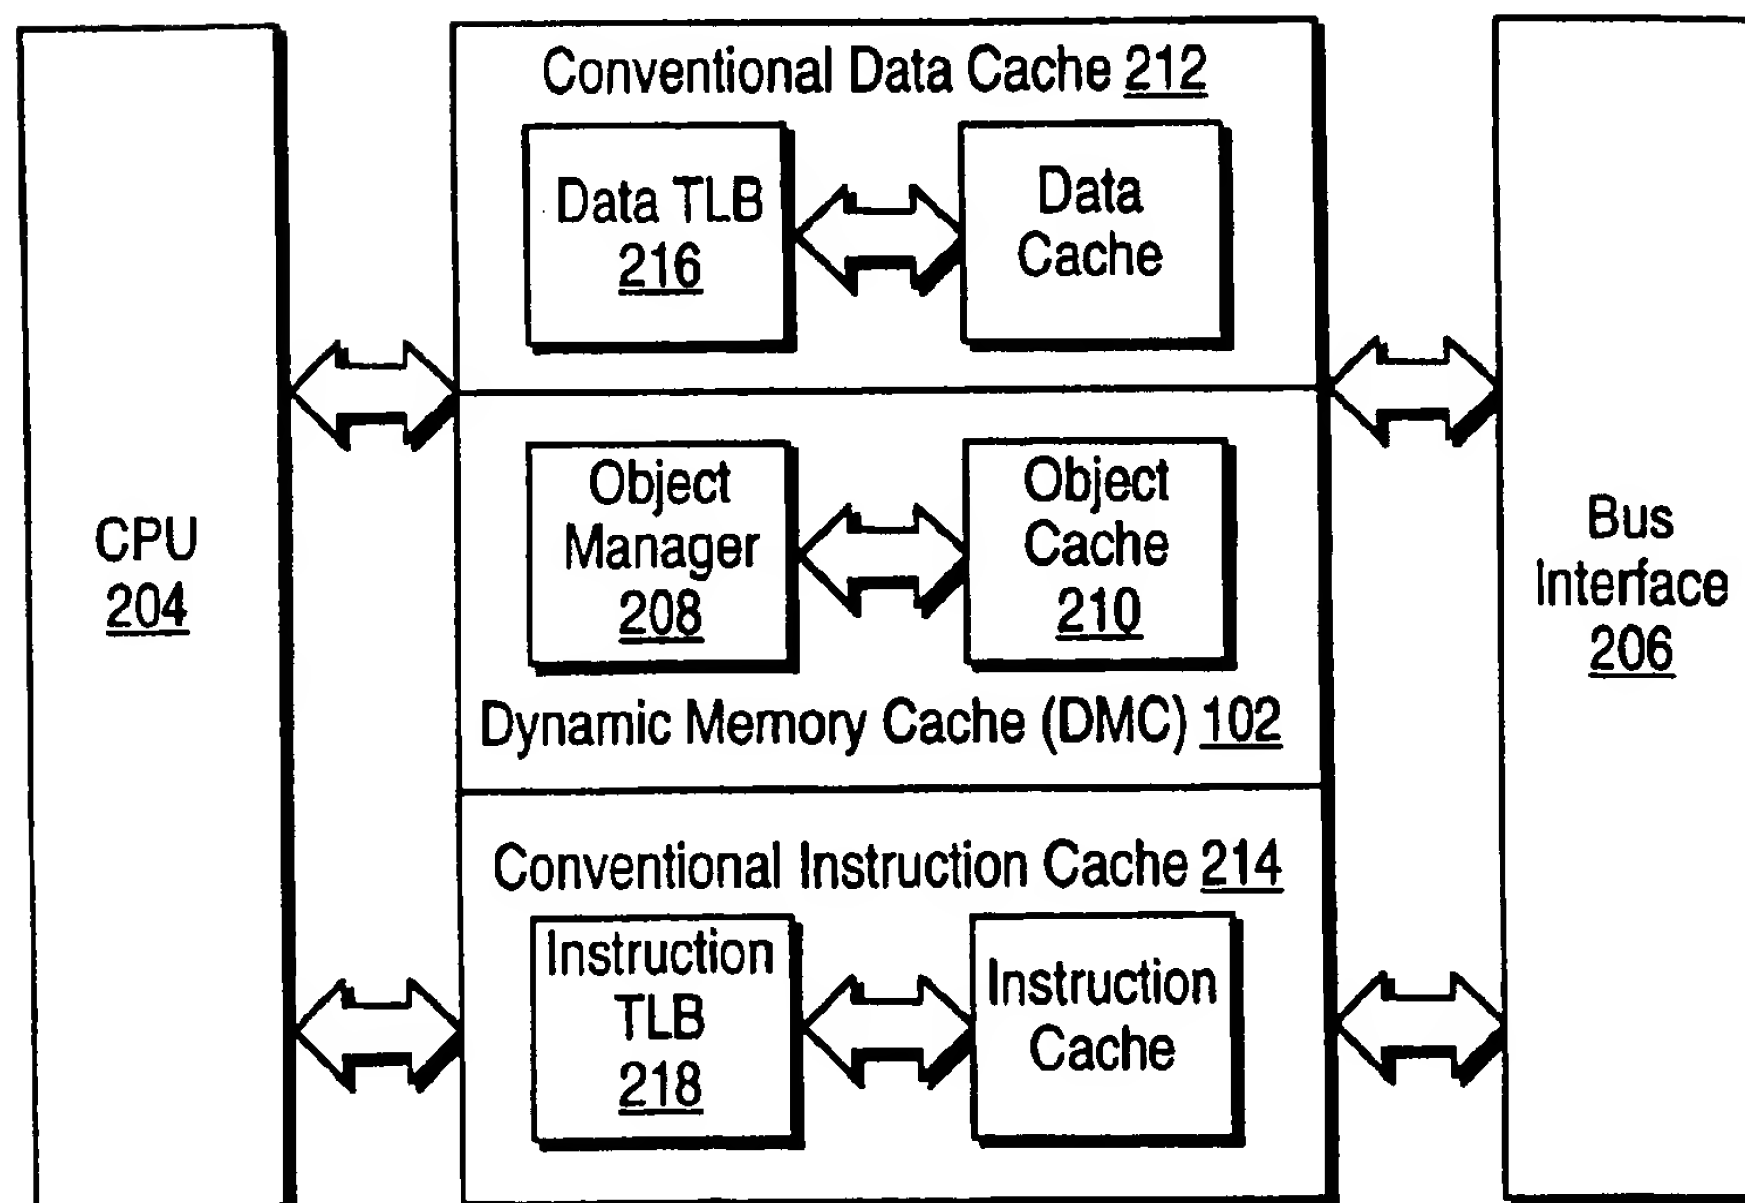 CPU
204
Conventional Data Cache 212
Data TLB
216
Data
Cache
Object
Manager
208
Object
Cache
210
Dynamic Memory Cache (DMC) 102
Conventional Instruction Cache 214
Instruction
TLB
218
Instruction
Cache
Bus
Interface
206